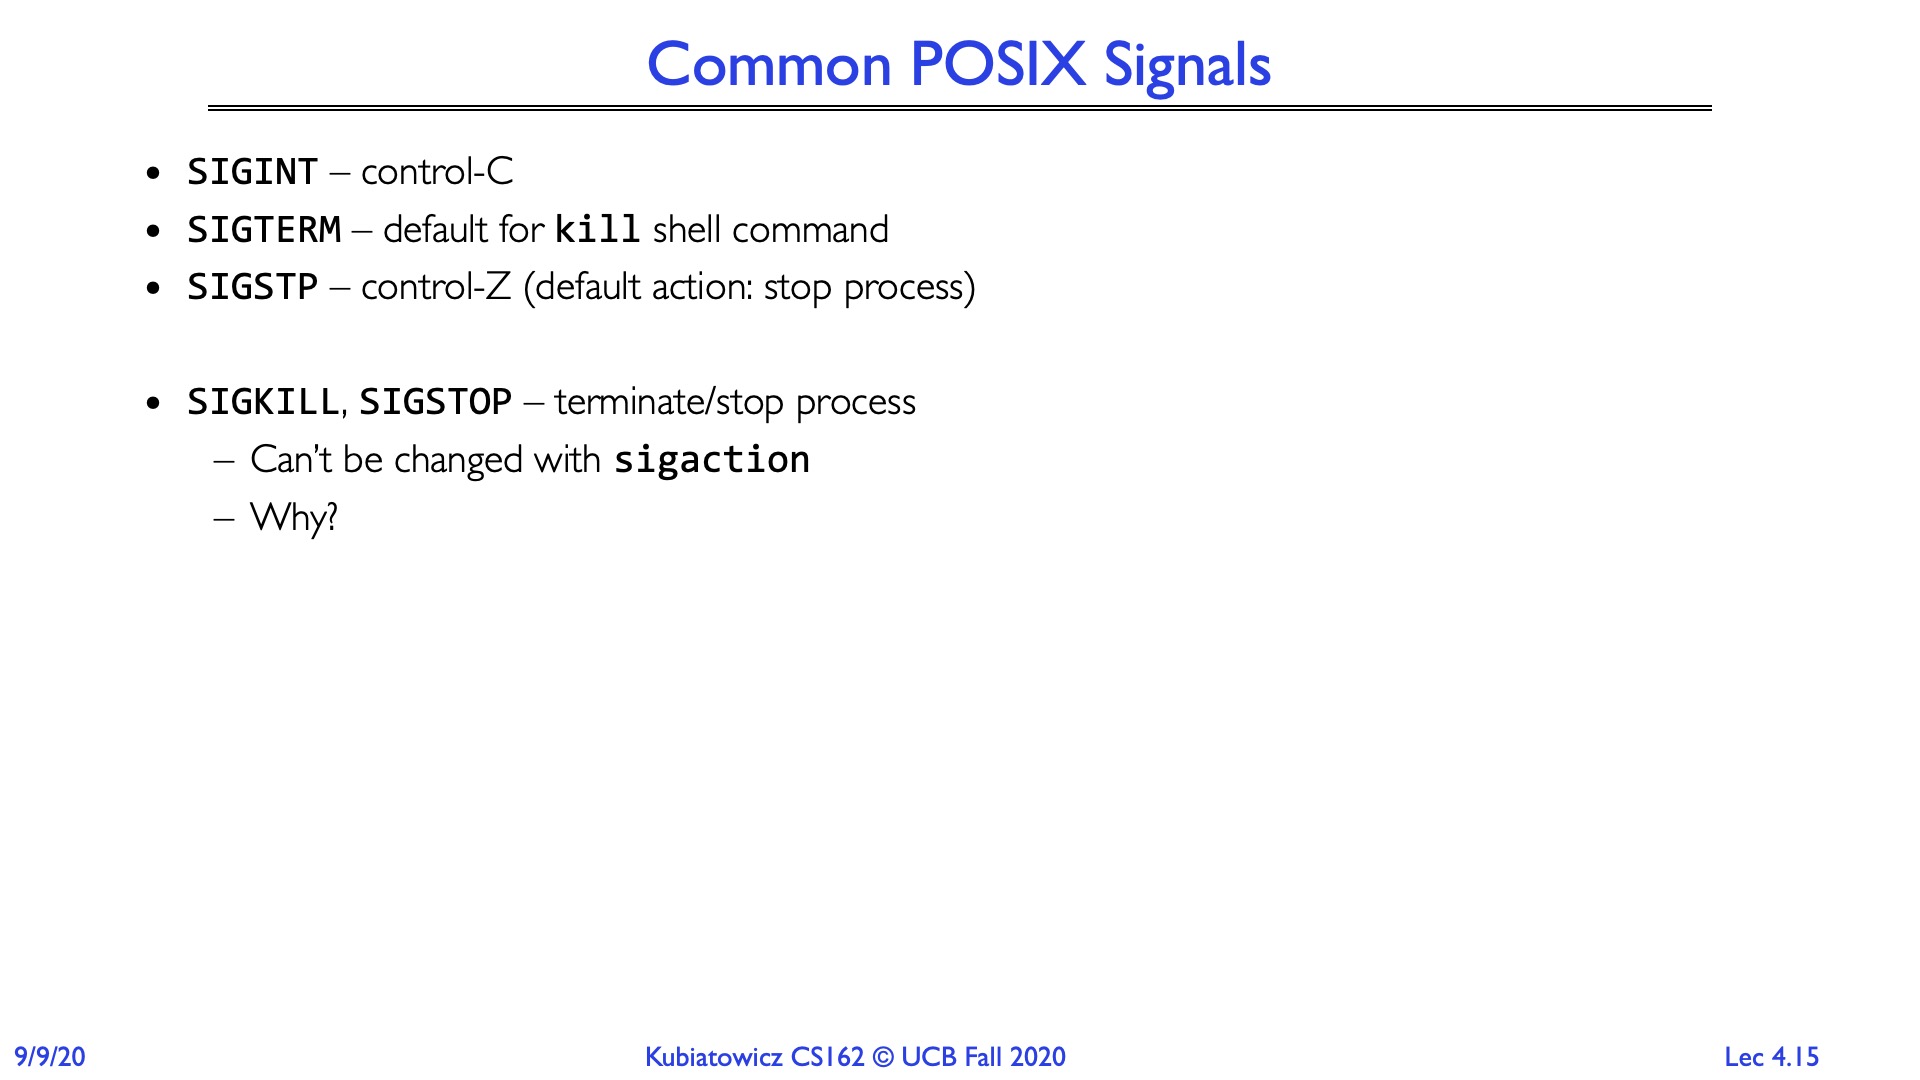 Common POSIX Signals
• SIGINT – control-C
• SIGTERM – default for kill shell command
• SIGSTP – control-Z (default action: stop process)
• SIGKILL, SIGSTOP – terminate/stop process
– Can’t be changed with sigaction
– Why?
9/9/20
Kubiatowicz CS162 © UCB Fall 2020
Lec 4.15